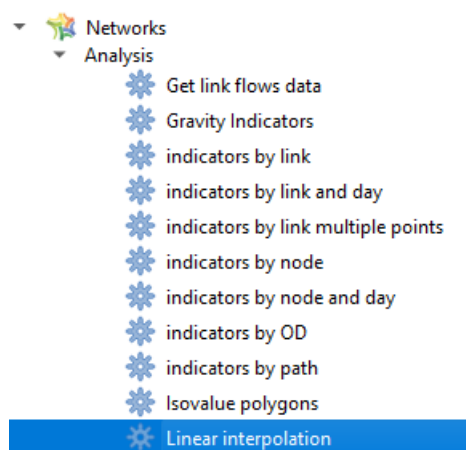 Networks
Analysis
Get link flows data
Gravity Indicators
indicators by link
indicators by link and day
indicators by link multiple points
indicators by node
indicators by node and day
indicators by OD
indicators by path
Isovalue polygons
Linear interpolation